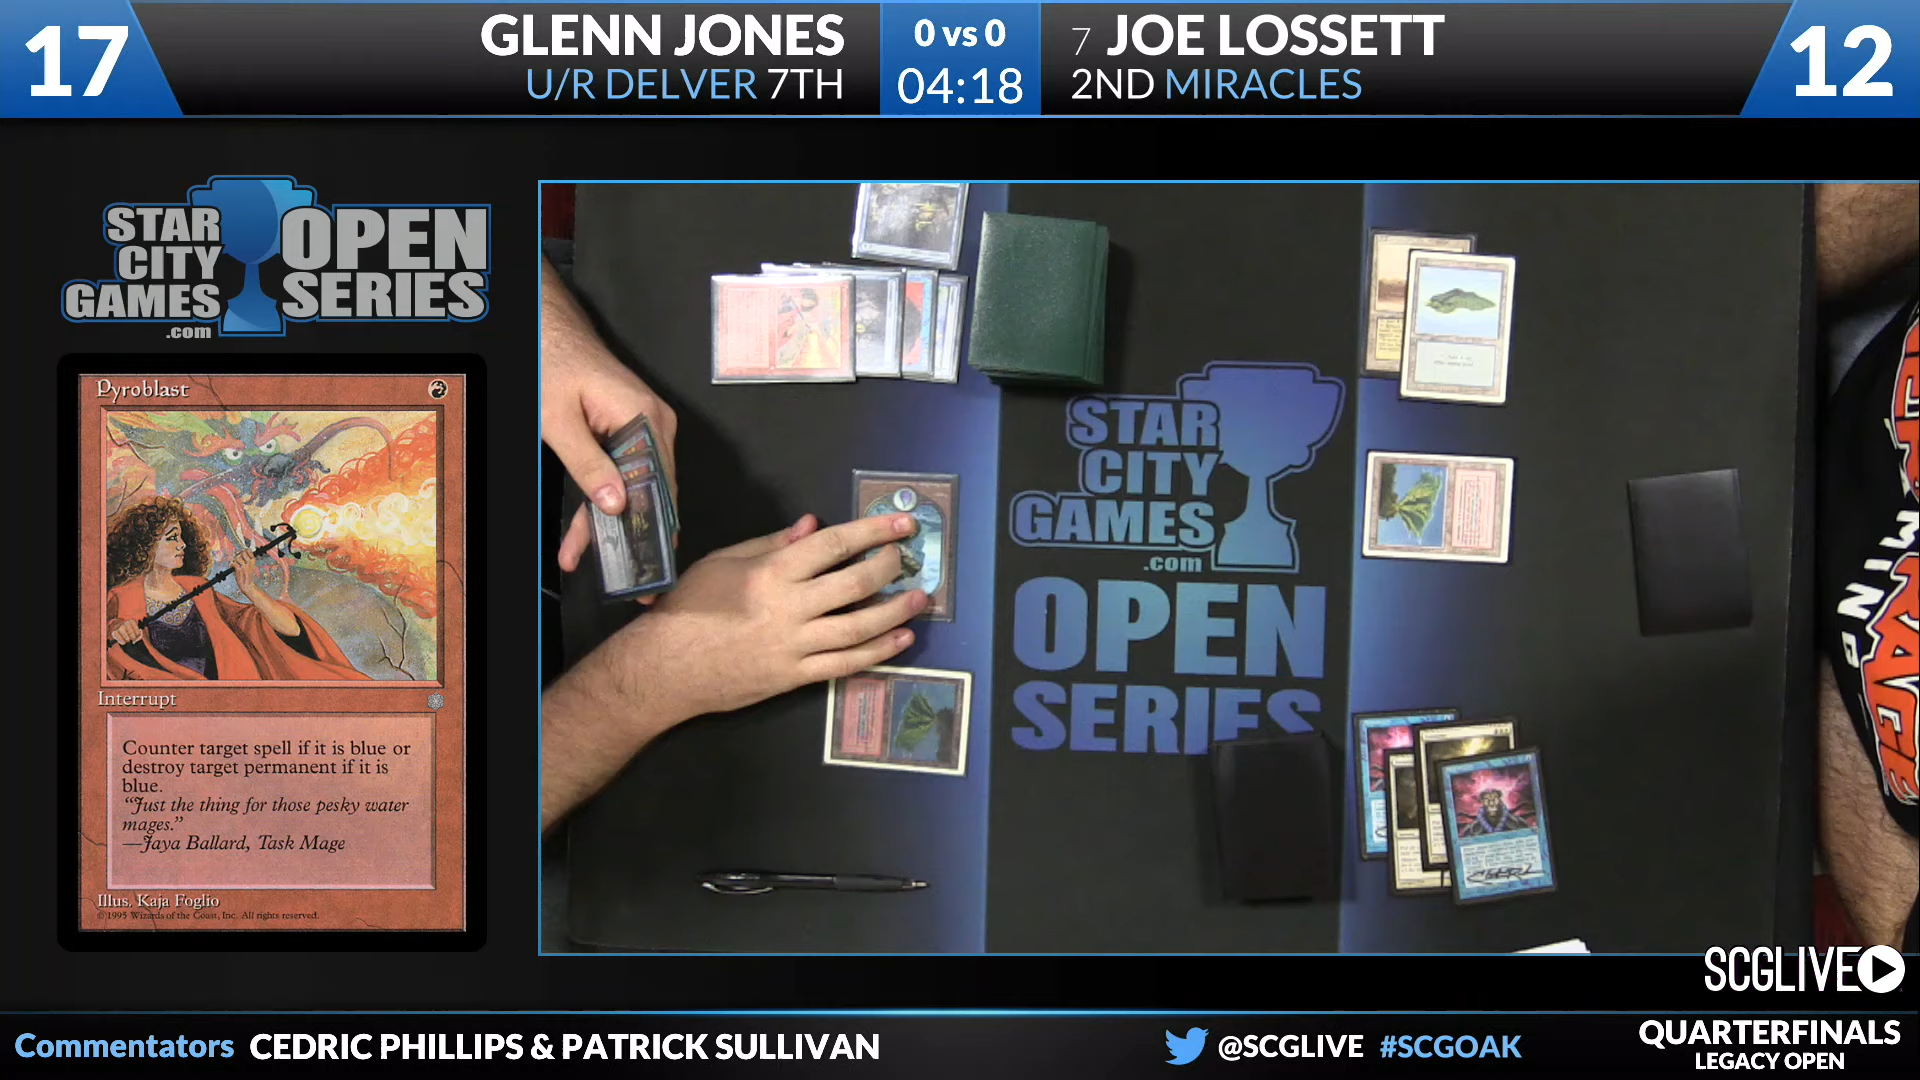 17
GLENN JONES
U/R DELVER 7TH
0 vs 0
04:18
7 JOE LOSSETT
2ND MIRACLES
12
STAR CITY GAMES .com OPEN SERIES
Pyroblast
Interrupt
Counter target spell if it is blue or
destroy target permanent if it is
blue.
“Just the thing for those pesky water
mages.”
—Jaya Ballard, Task Mage
Illus. Kaja Foglio
© 1995 Wizards of the Coast, Inc. All rights reserved.
STAR
CITY
GAMES
.com
OPEN
SERIES
SCGLIVE
Commentators CEDRIC PHILLIPS & PATRICK SULLIVAN
@SCGLIVE #SCGOAK
QUARTERFINALS
LEGACY OPEN